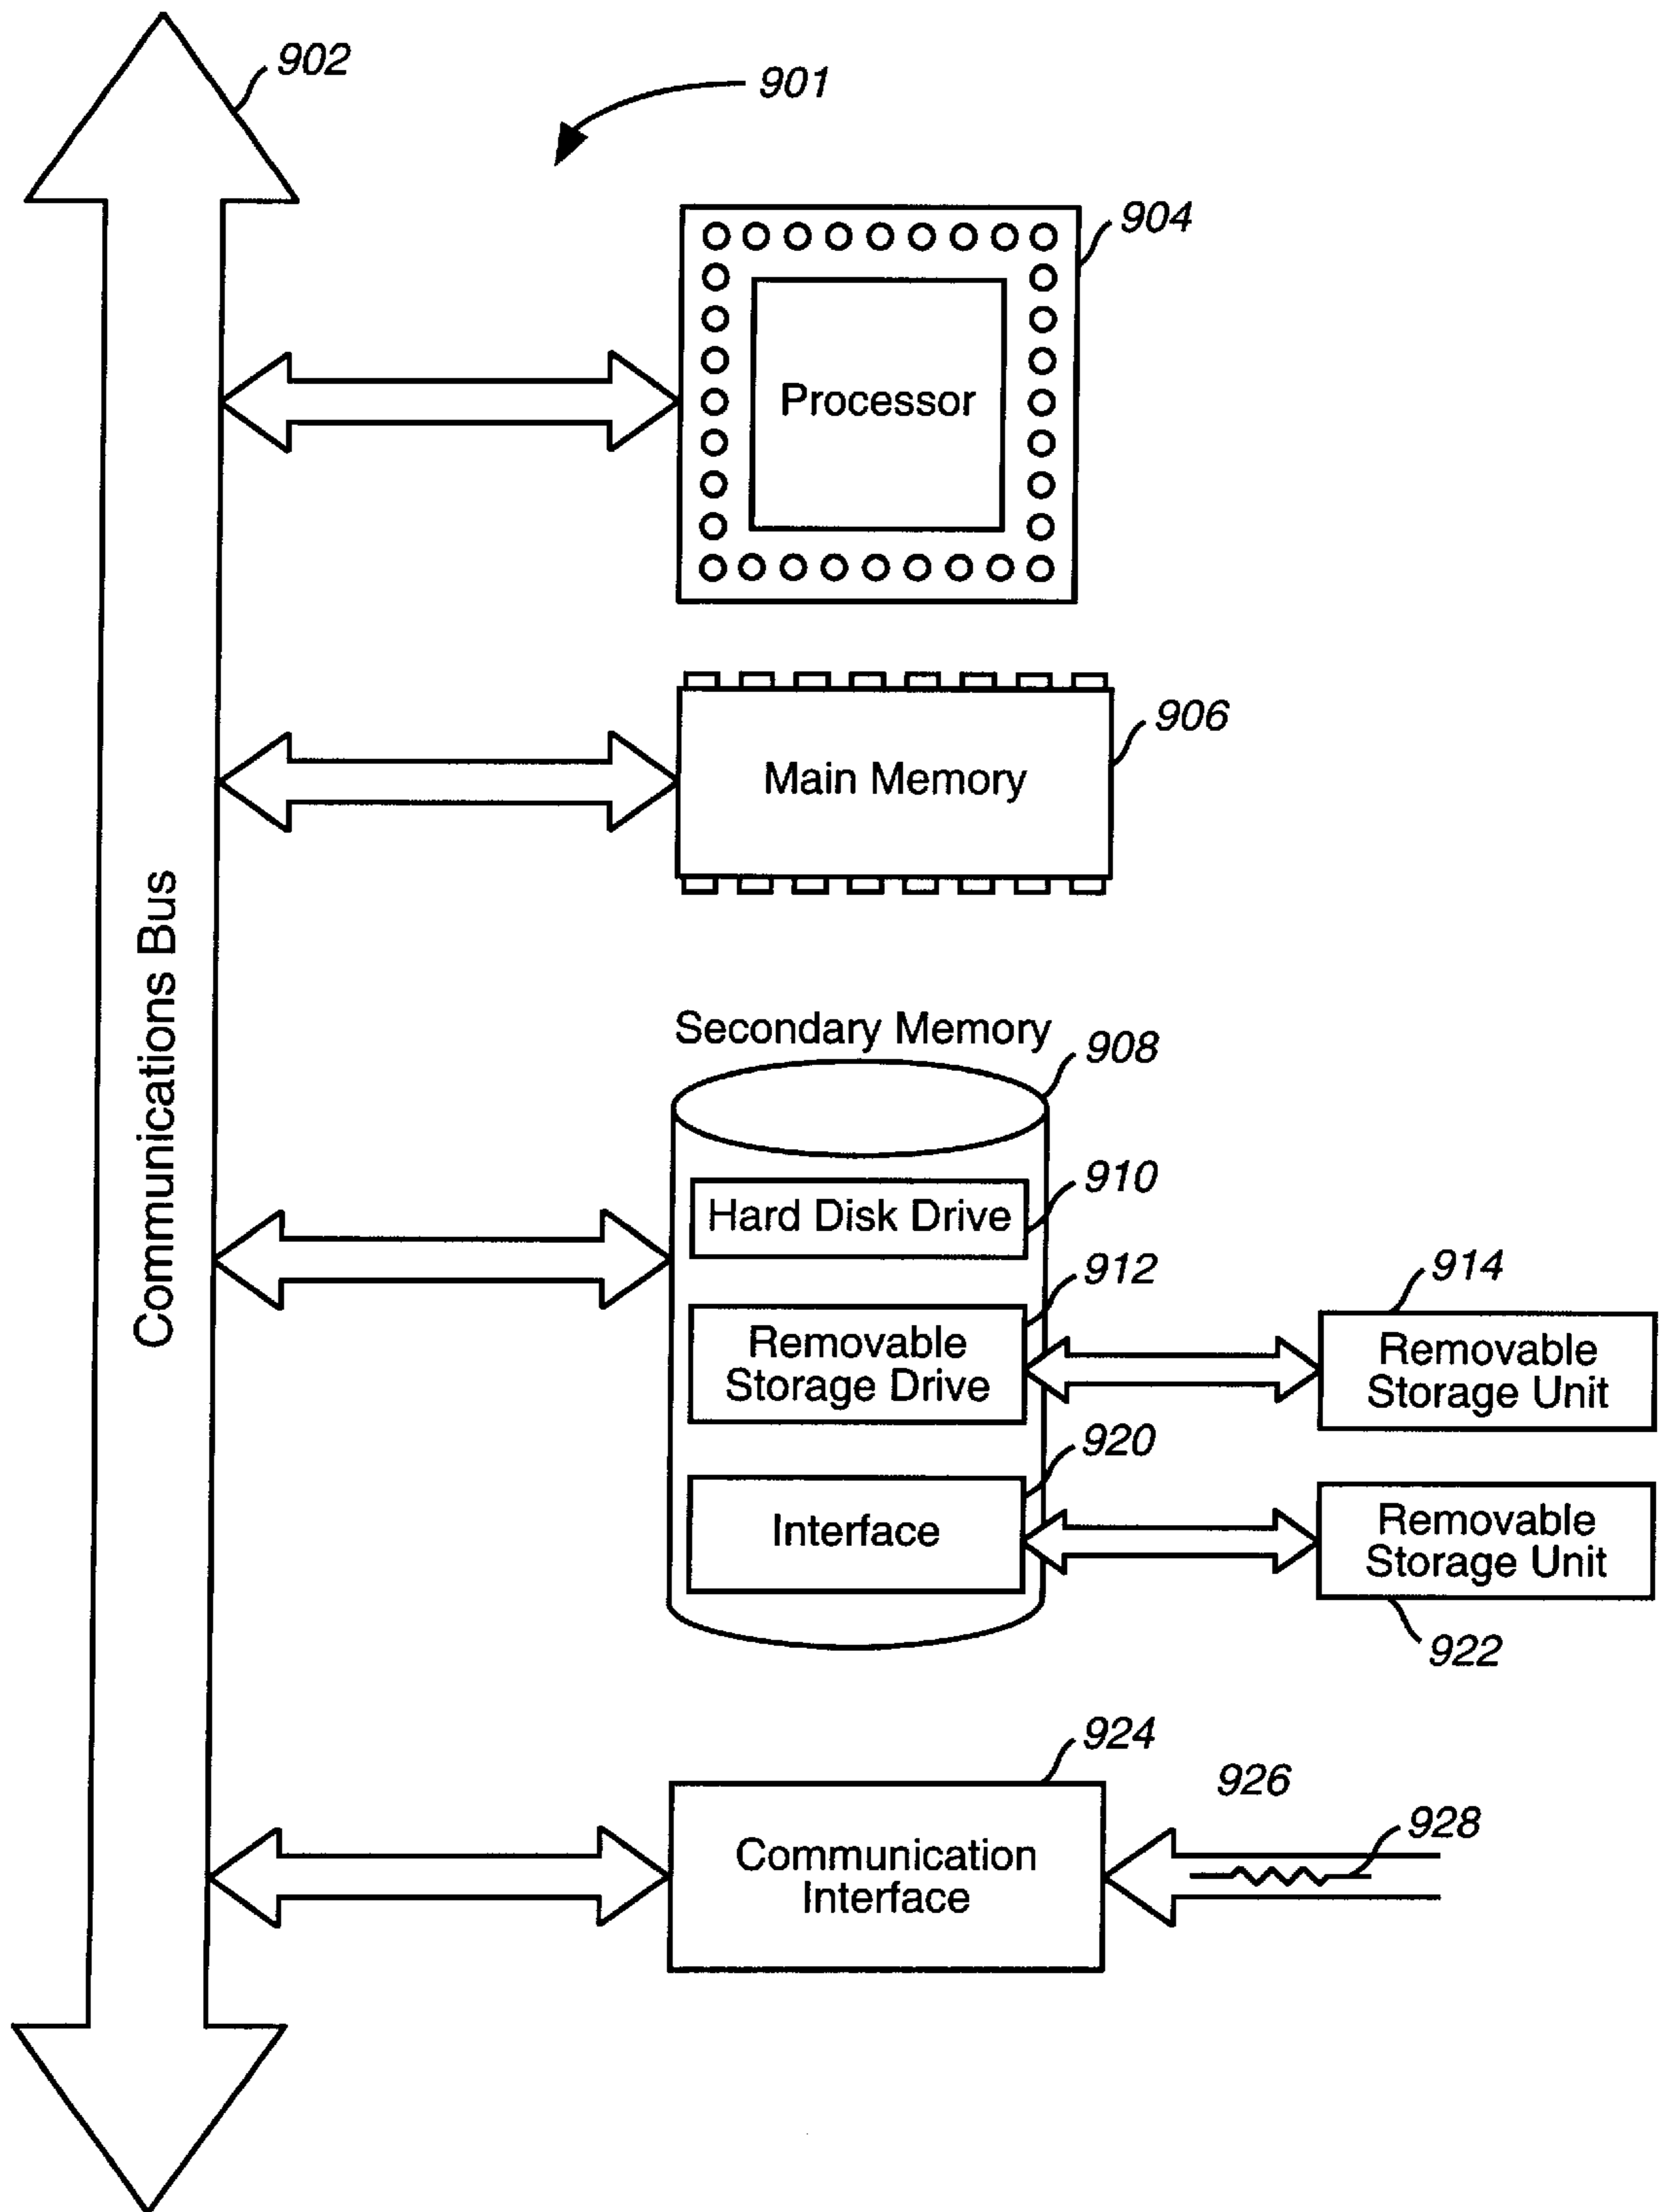 902
901
904
Processor
906
Main Memory
Communications Bus
Secondary Memory
908
910
Hard Disk Drive
912
914
Removable
Storage Drive
Removable
Storage Unit
920
Interface
Removable
Storage Unit
922
924
926
928
Communication
Interface